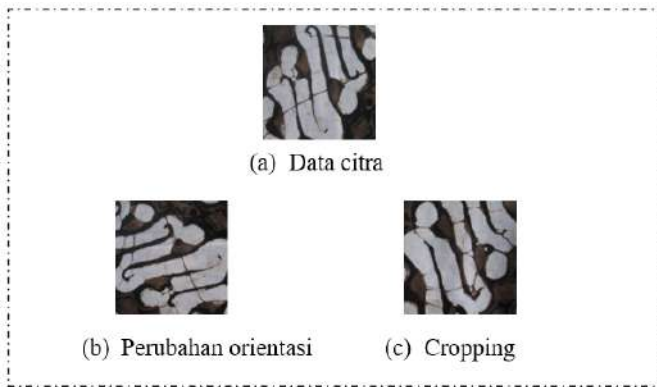 (a) Data citra
(b) Perubahan orientasi
(c) Cropping